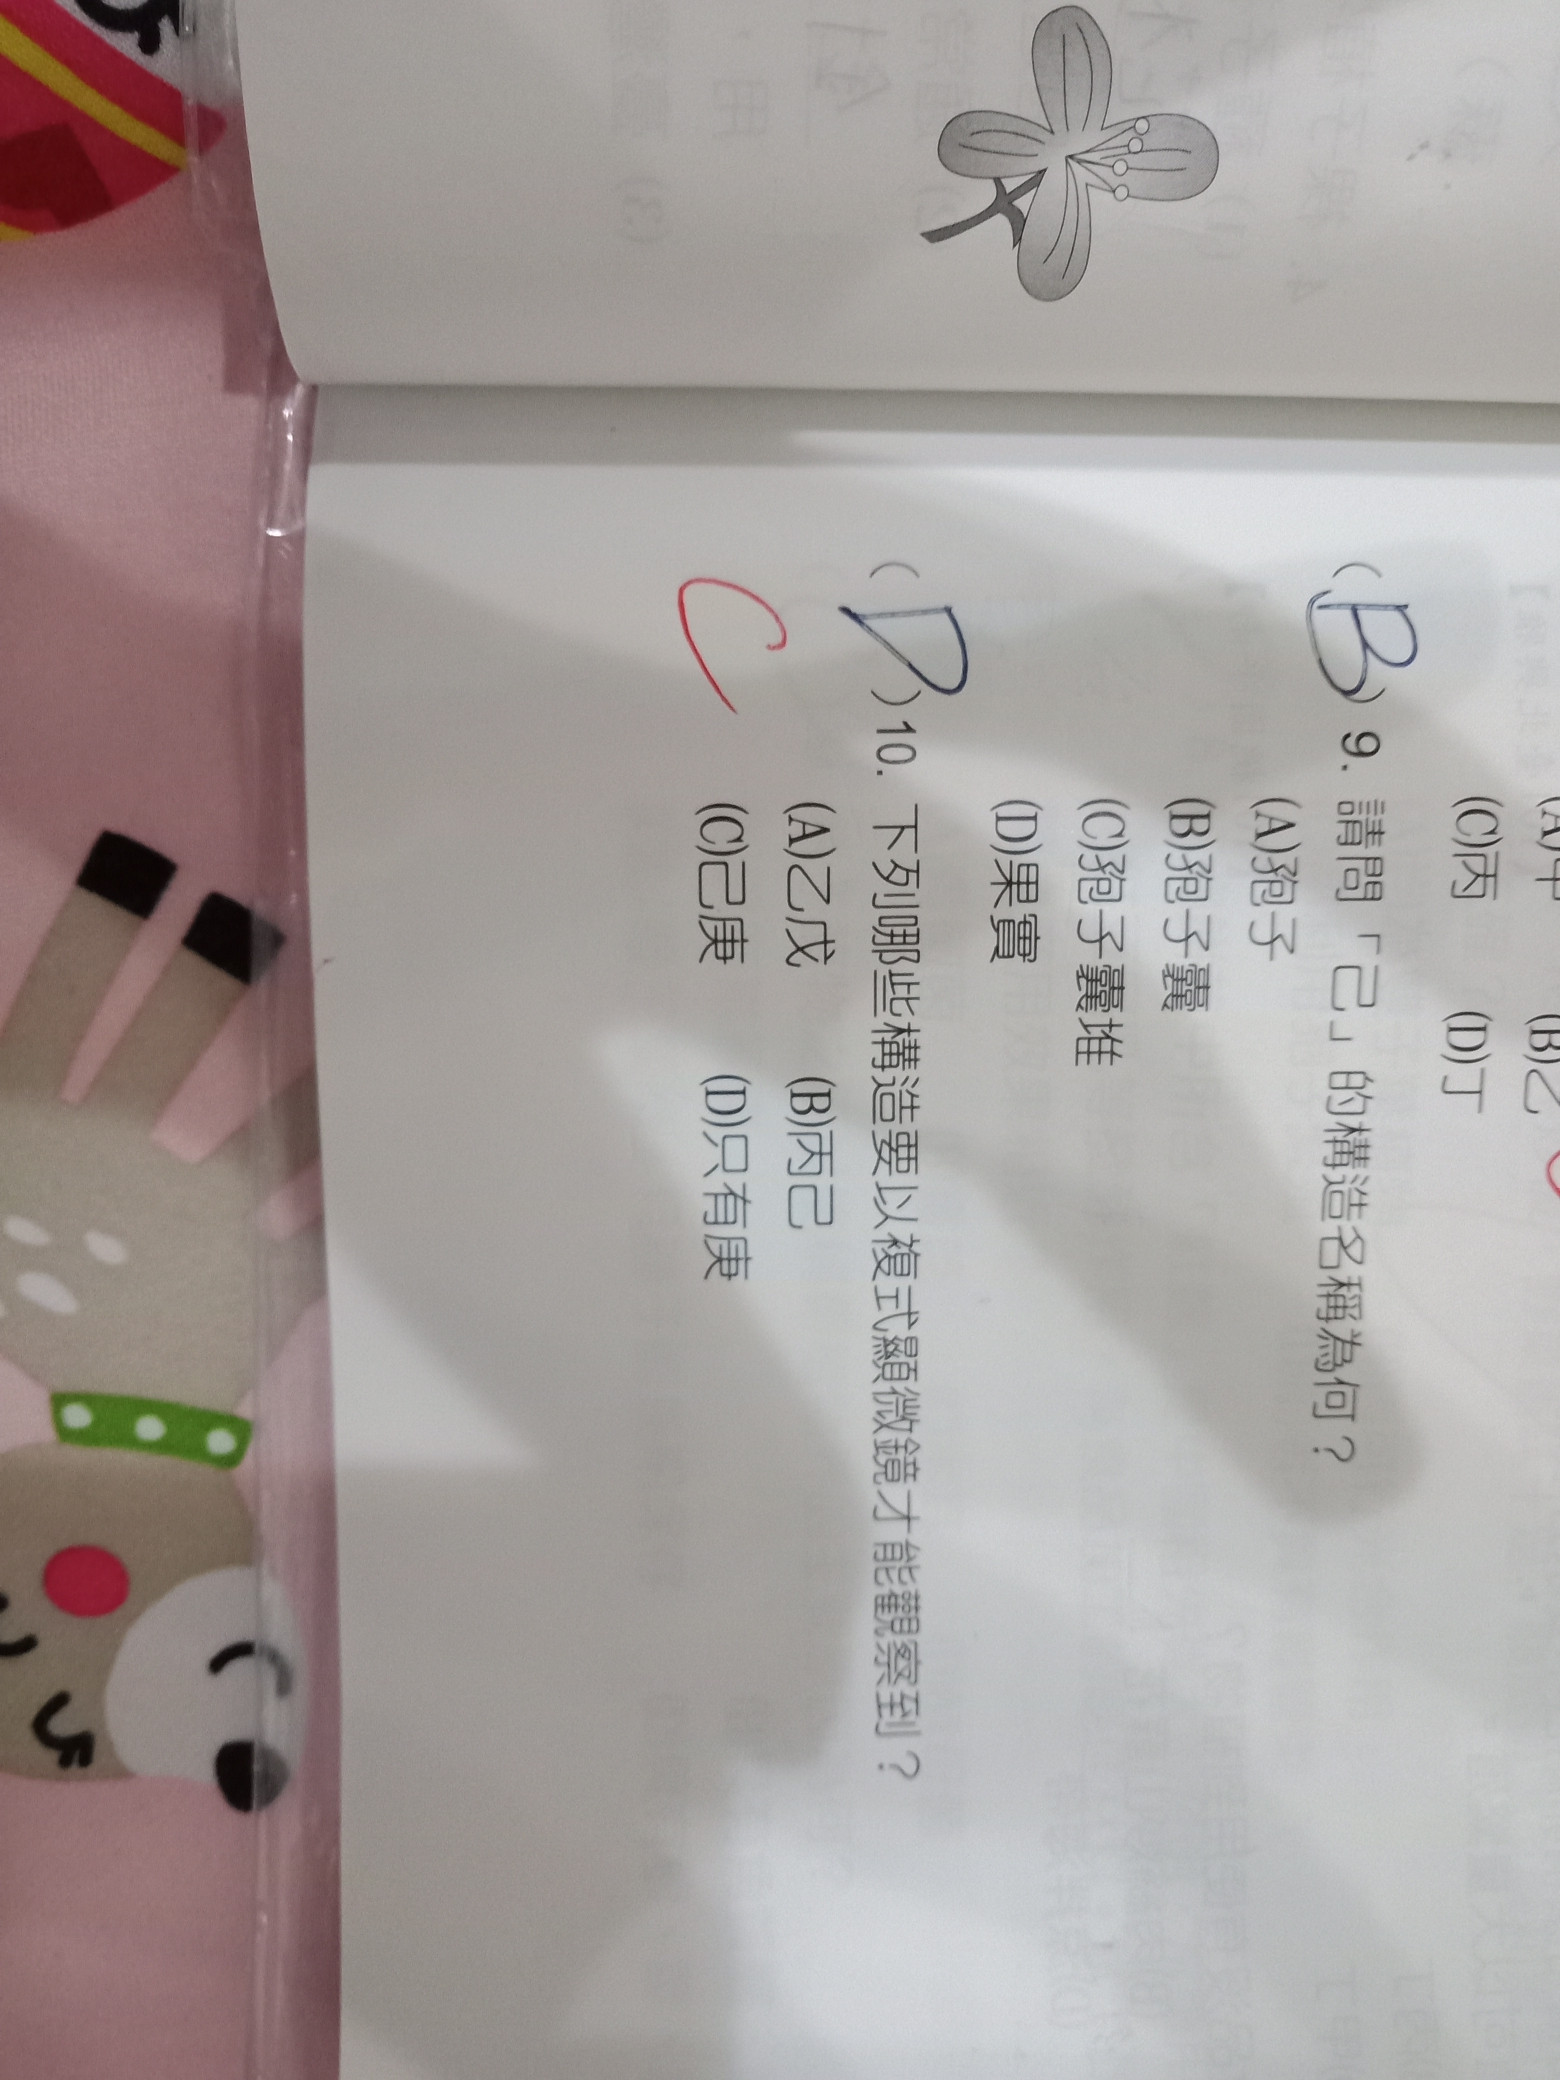 (A)甲 (B)乙
(C)丙 (D)丁
(B) 9. 請問「己」的構造名稱為何？
(A)孢子
(B)孢子囊
(C)孢子囊堆
(D)果實
(D)10. 下列哪些構造要以複式顯微鏡才能觀察到？
(A)乙戊 (B)丙己
C (C)己庚 (D)只有庚